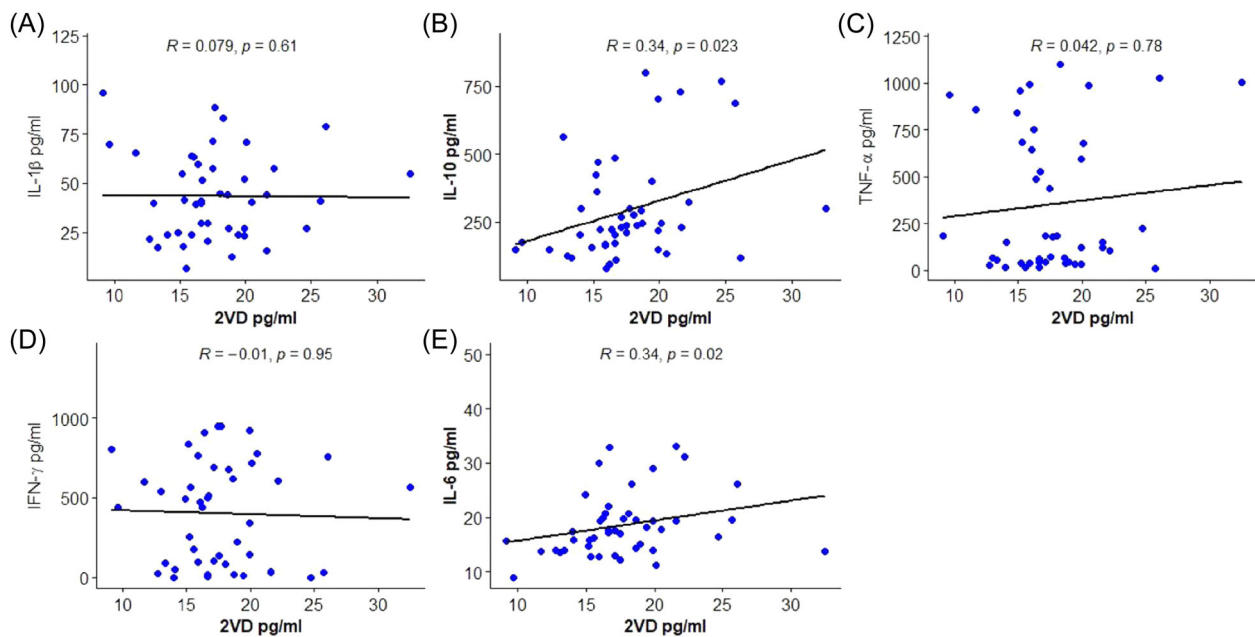 (A)
R = 0.079, p = 0.61
IL-1β pg/ml
125
100
75
50
25
10 15 20 25 30
2VD pg/ml
(B)
R = 0.34, p = 0.023
IL-10 pg/ml
750
500
250
10 15 20 25 30
2VD pg/ml
(C)
R = 0.042, p = 0.78
TNF-α pg/ml
1250
1000
750
500
250
0
10 15 20 25 30
2VD pg/ml
(D)
R = −0.01, p = 0.95
IFN-γ pg/ml
1000
500
0
10 15 20 25 30
2VD pg/ml
(E)
R = 0.34, p = 0.02
IL-6 pg/ml
50
40
30
20
10
10 15 20 25 30
2VD pg/ml